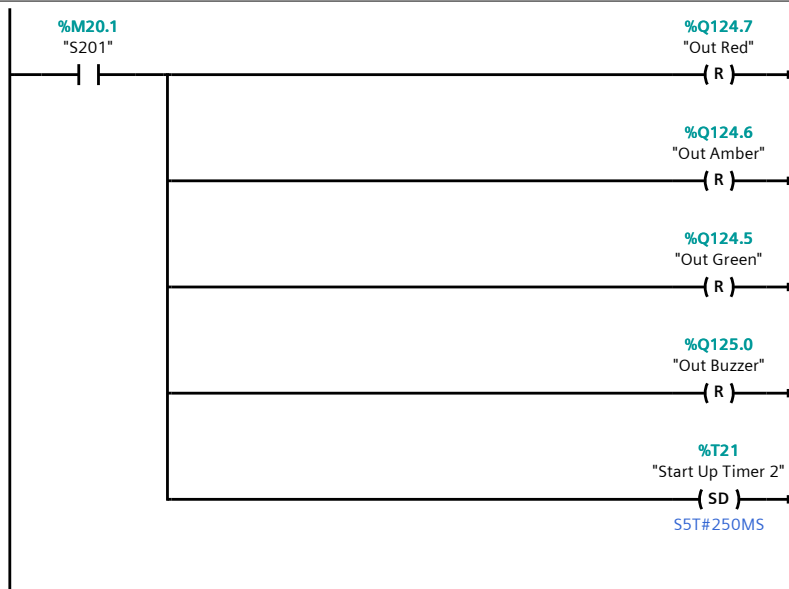 %M20.1
"S201"
%Q124.7
"Out Red"
R
%Q124.6
"Out Amber"
R
%Q124.5
"Out Green"
R
%Q125.0
"Out Buzzer"
R
%T21
"Start Up Timer 2"
SD
S5T#250MS